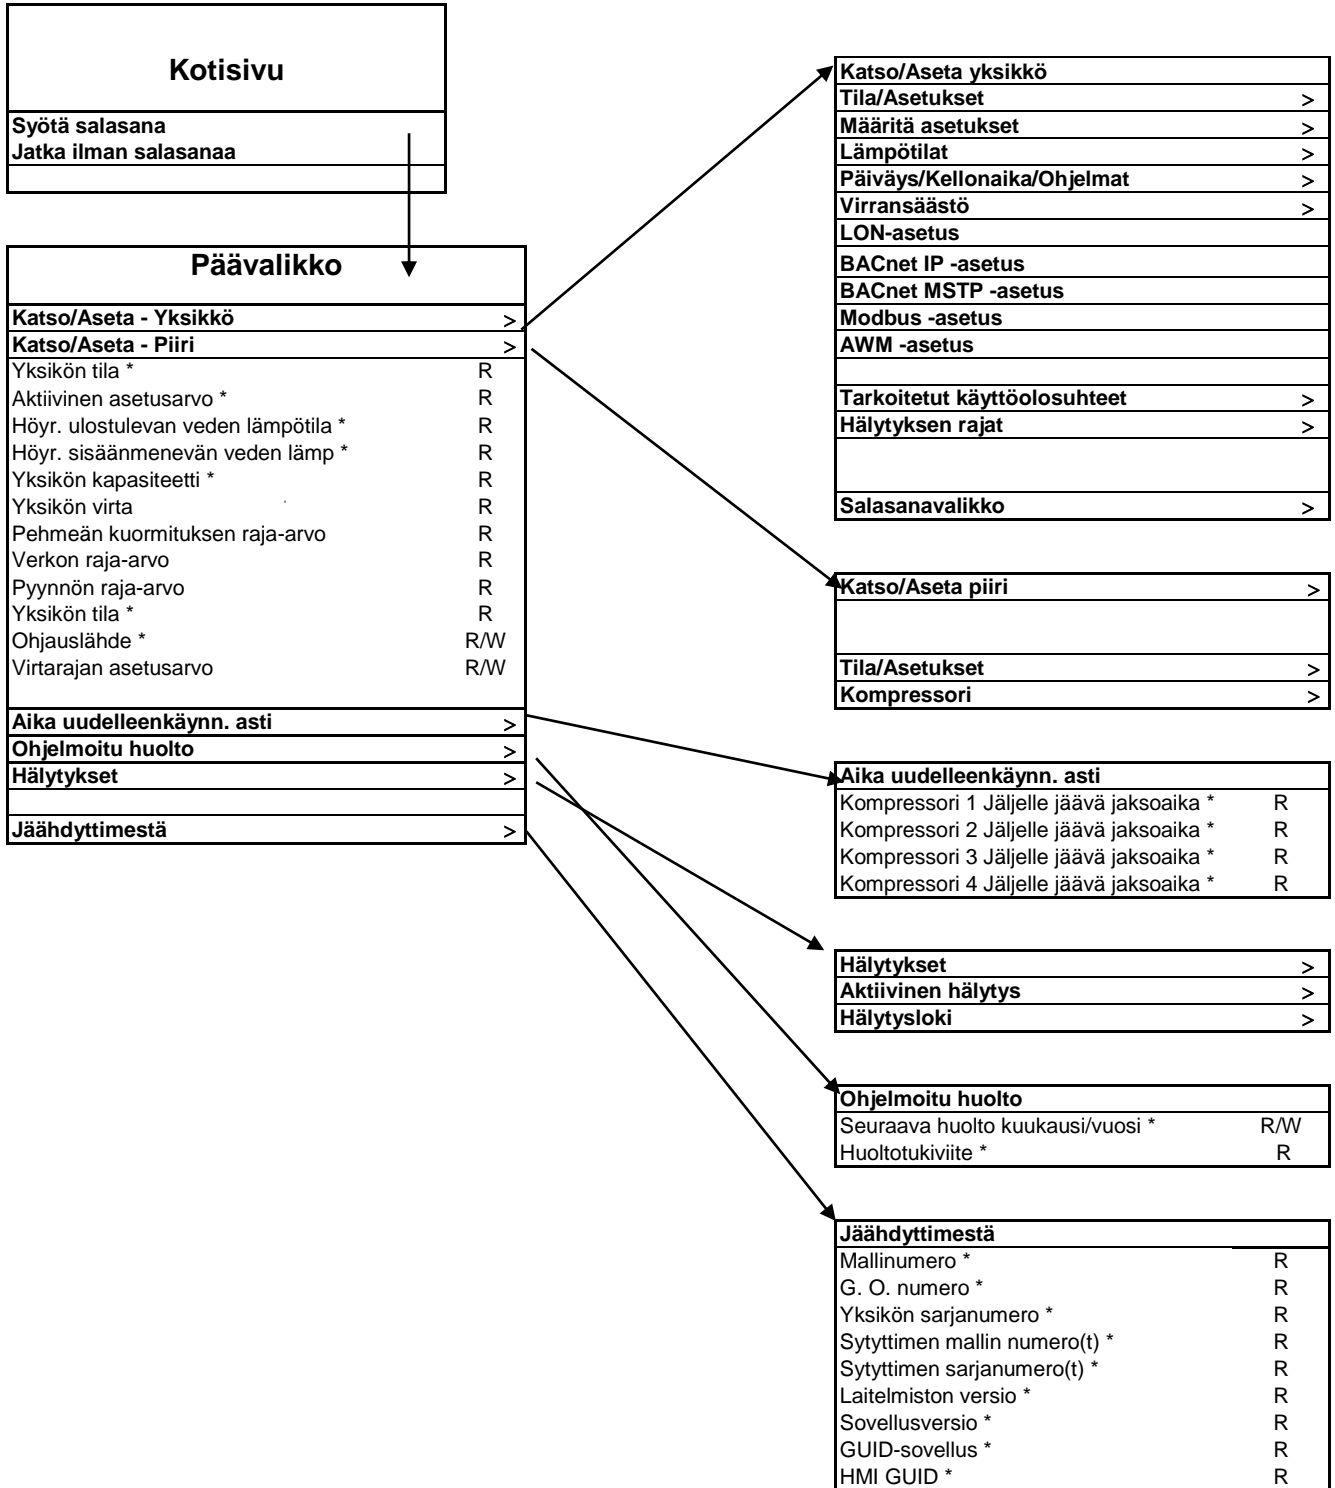 Kotisivu
Syötä salasana
Jatka ilman salasanaa
Päävalikko
Katso/Aseta - Yksikkö >
Katso/Aseta - Piiri >
Yksikön tila * R
Aktiivinen asetusarvo * R
Höyr. ulostulevan veden lämpötila * R
Höyr. sisäänmenevän veden lämp * R
Yksikön kapasiteetti * R
Yksikön virta R
Pehmeän kuormituksen raja-arvo R
Verkon raja-arvo R
Pyynnön raja-arvo R
Yksikön tila * R
Ohjauslähde * R/W
Virtarajan asetusarvo R/W
Aika uudelleenkäynn. asti >
Ohjelmoitu huolto >
Hälytykset >
Jäähdyttimestä >
Katso/Aseta yksikkö
Tila/Asetukset >
Määritä asetukset >
Lämpötilat >
Päiväys/Kellonaika/Ohjelmat >
Virransäästö >
LON-asetus
BACnet IP -asetus
BACnet MSTP -asetus
Modbus -asetus
AWM -asetus
Tarkoitetut käyttöolosuhteet >
Hälytyksen rajat >
Salasanavalikko >
Katso/Aseta piiri >
Tila/Asetukset >
Kompressori >
Aika uudelleenkäynn. asti
Kompressori 1 Jäljelle jäävä jaksoaika * R
Kompressori 2 Jäljelle jäävä jaksoaika * R
Kompressori 3 Jäljelle jäävä jaksoaika * R
Kompressori 4 Jäljelle jäävä jaksoaika * R
Hälytykset >
Aktiivinen hälytys >
Hälytysloki >
Ohjelmoitu huolto
Seuraava huolto kuukausi/vuosi * R/W
Huoltotukiviite * R
Jäähdyttimestä
Mallinumero * R
G. O. numero * R
Yksikön sarjanumero * R
Sytyttimen mallin numero(t) * R
Sytyttimen sarjanumero(t) * R
Laitelmiston versio * R
Sovellusversio * R
GUID-sovellus * R
HMI GUID * R